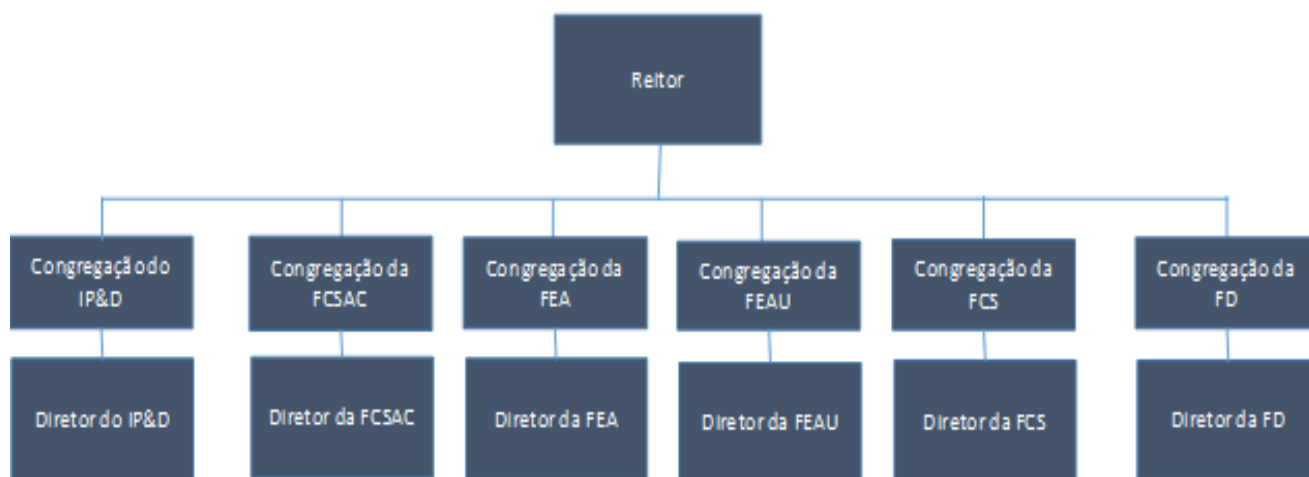 Reitor
Congregação do
IP&D
Congregação da
FCSAC
Congregação da
FEA
Congregação da
FEAU
Congregação da
FCS
Congregação da
FD
Diretor do IP&D
Diretor da FCSAC
Diretor da FEA
Diretor da FEAU
Diretor da FCS
Diretor da FD